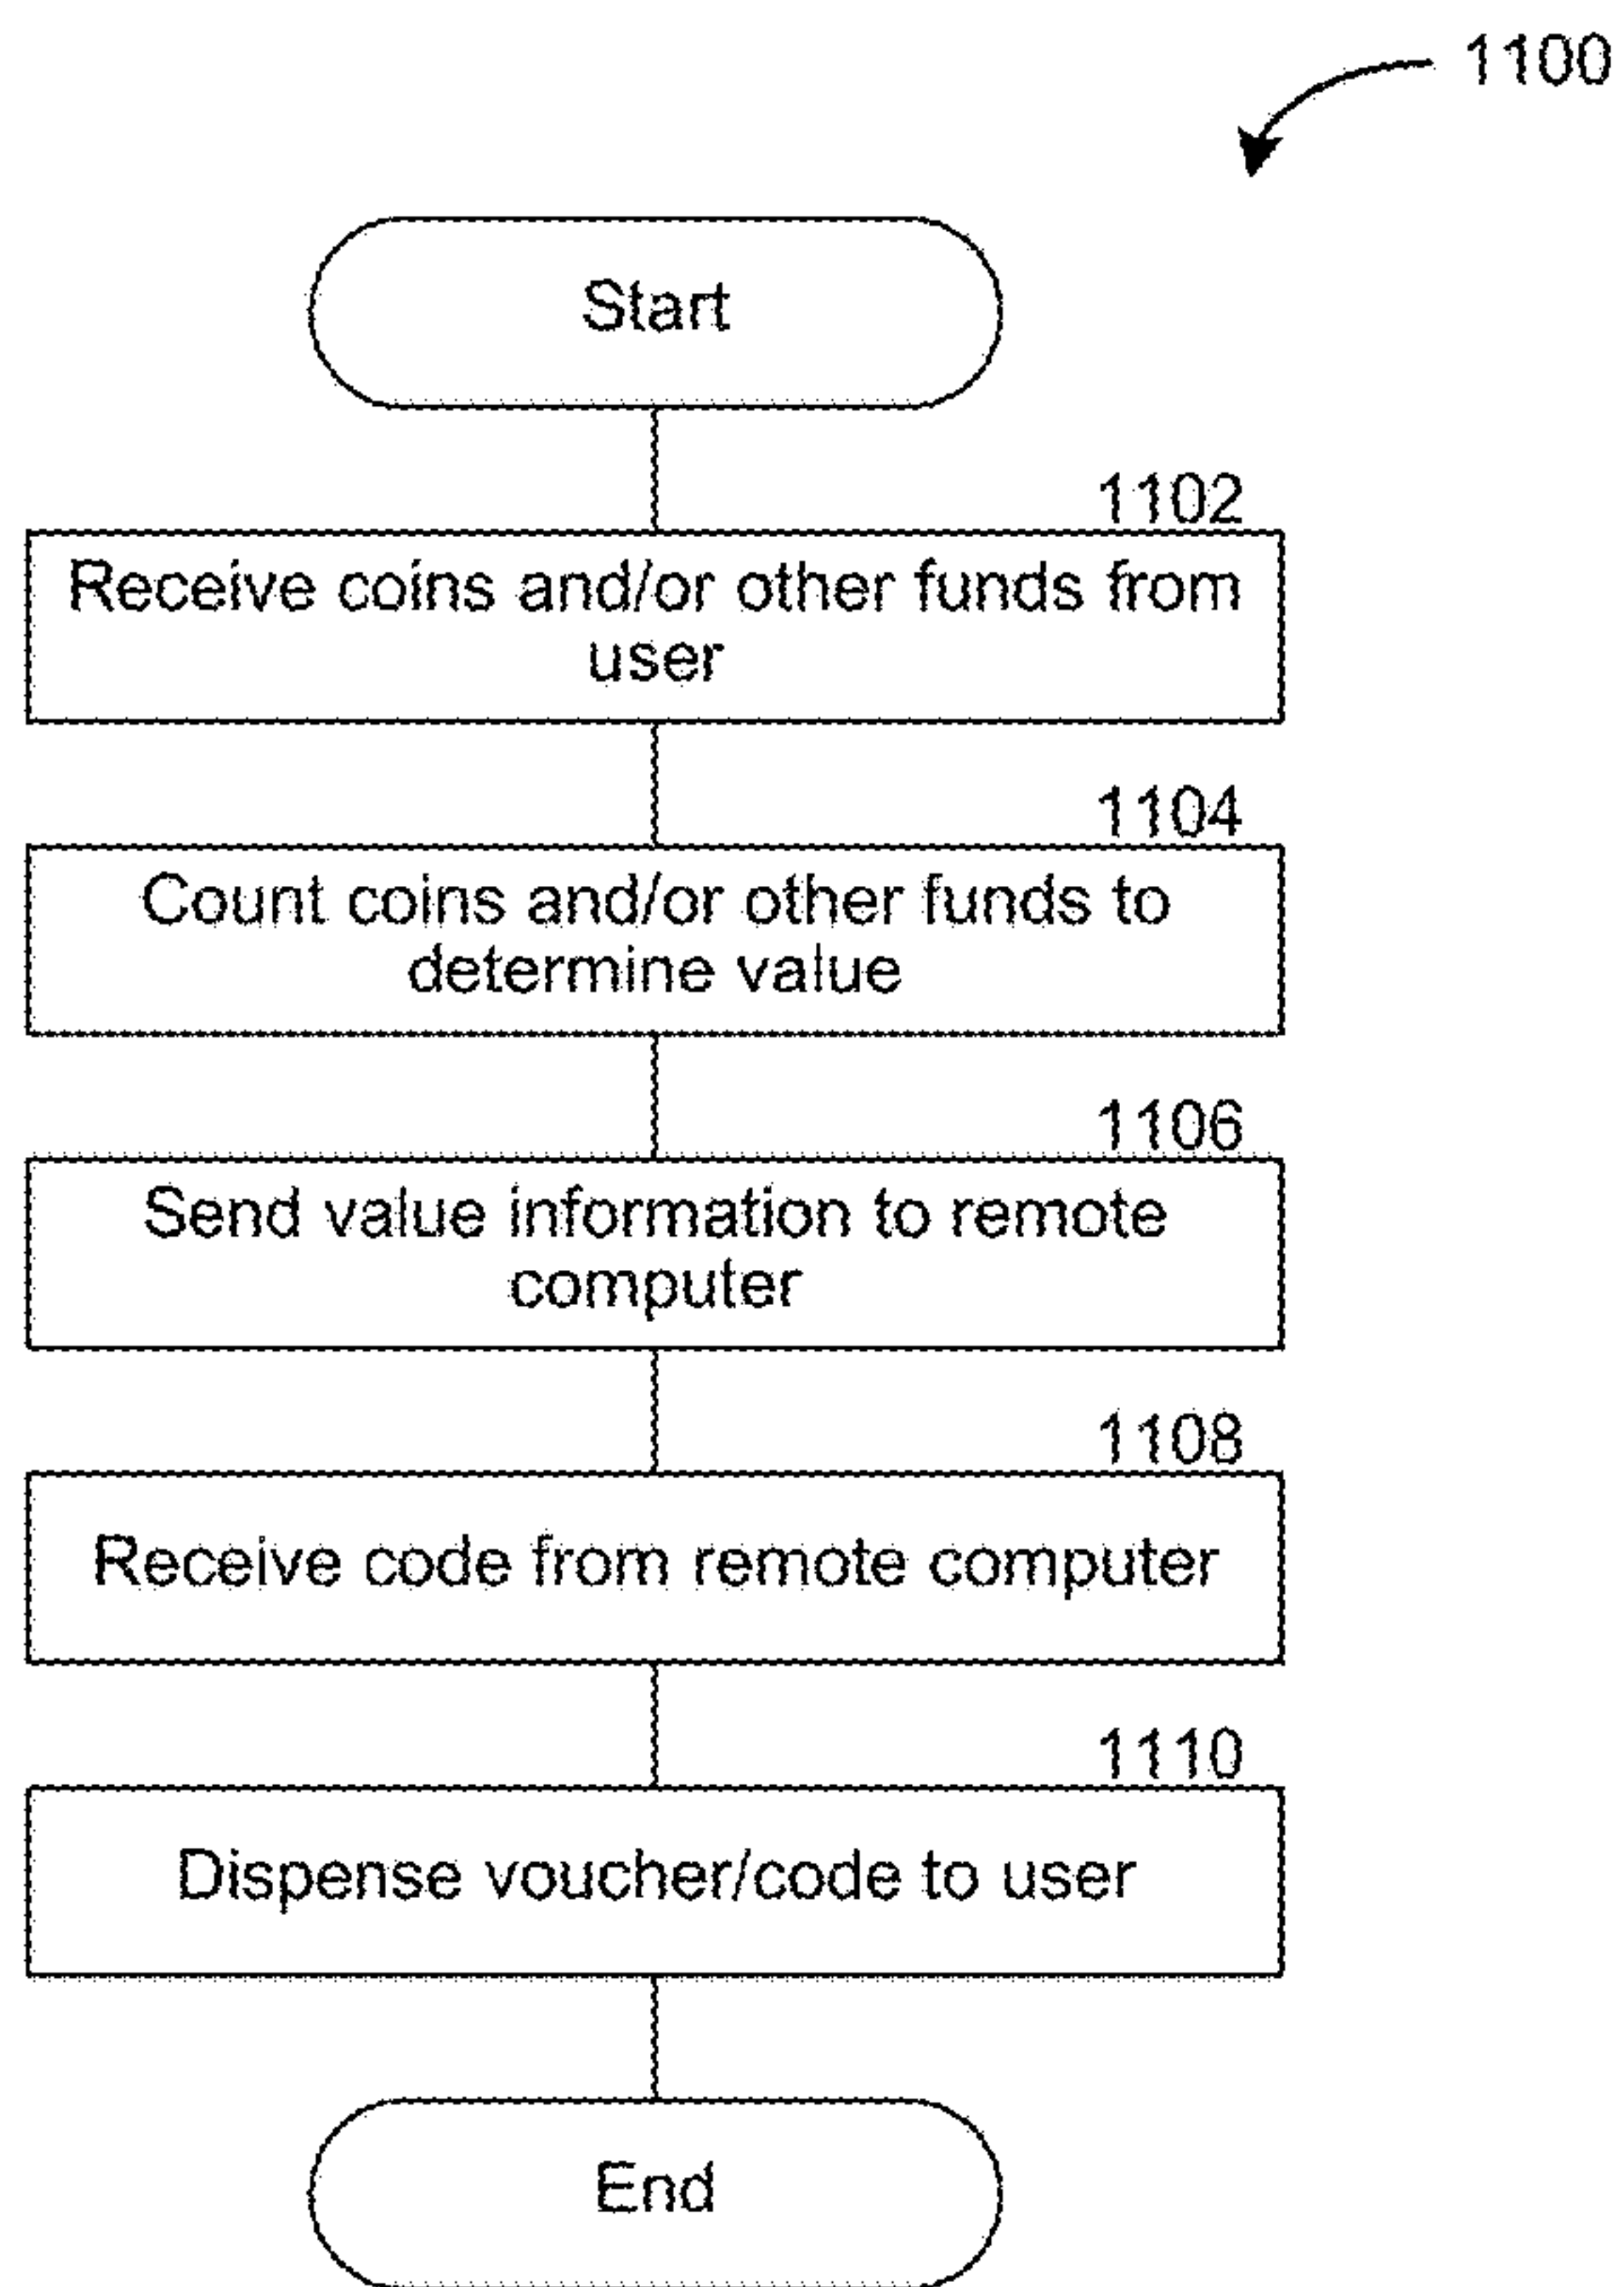 1100
Start
1102
Receive coins and/or other funds from
user
1104
Count coins and/or other funds to
determine value
1106
Send value information to remote
computer
1108
Receive code from remote computer
1110
Dispense voucher/code to user
End